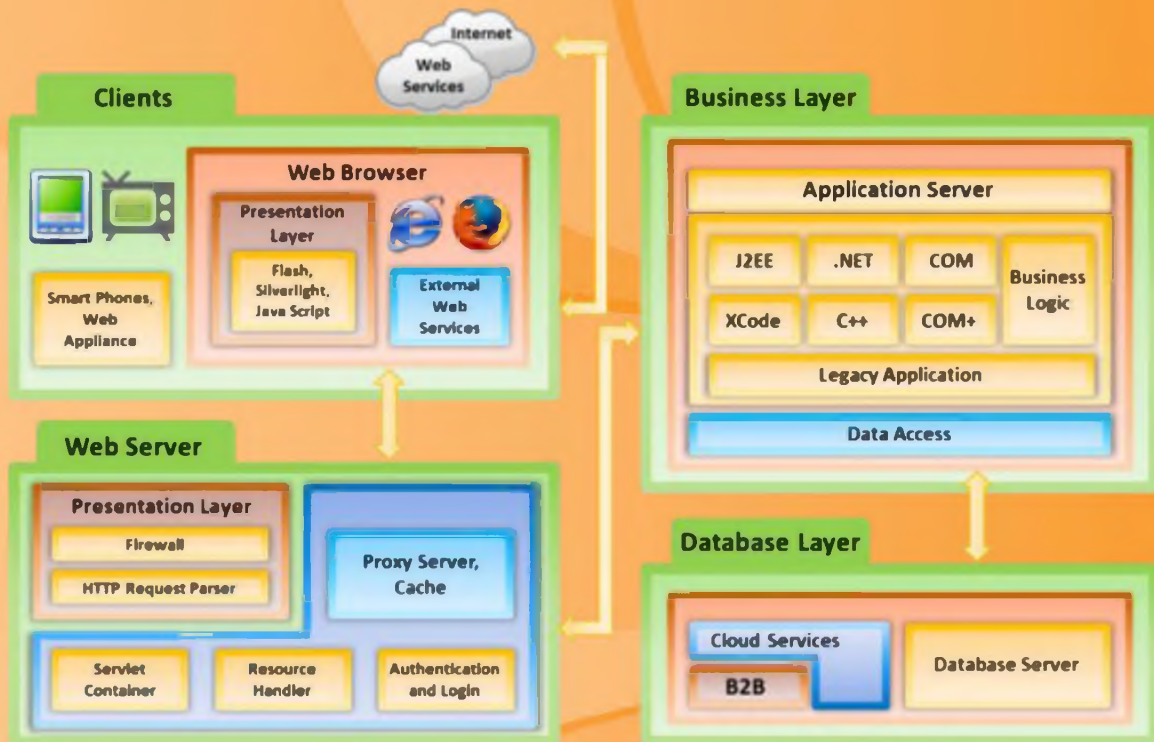 Internet
Web
Services
Clients
Web Browser
Presentation
Layer
Flash,
Silverlight,
Java Script
External
Web
Services
Smart Phones,
Web
Appliance
Web Server
Presentation Layer
Firewall
HTTP Request Parser
Proxy Server,
Cache
Servlet
Container
Resource
Handler
Authentication
and Login
Business Layer
Application Server
J2EE
.NET
COM
Business
Logic
XCode
C++
COM+
Legacy Application
Data Access
Database Layer
Cloud Services
B2B
Database Server